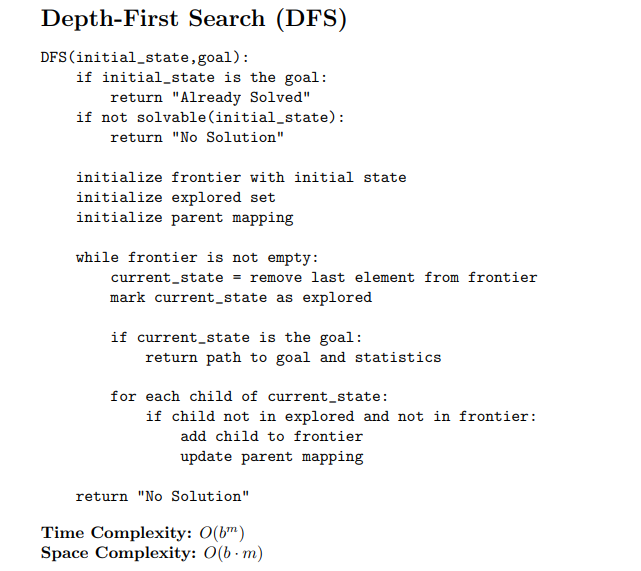 Depth-First Search (DFS)
DFS(initial_state,goal):
    if initial_state is the goal:
        return "Already Solved"
    if not solvable(initial_state):
        return "No Solution"

    initialize frontier with initial state
    initialize explored set
    initialize parent mapping

    while frontier is not empty:
        current_state = remove last element from frontier
        mark current_state as explored

        if current_state is the goal:
            return path to goal and statistics

        for each child of current_state:
            if child not in explored and not in frontier:
                add child to frontier
                update parent mapping

    return "No Solution"
Time Complexity: O(bᵐ)
Space Complexity: O(b · m)